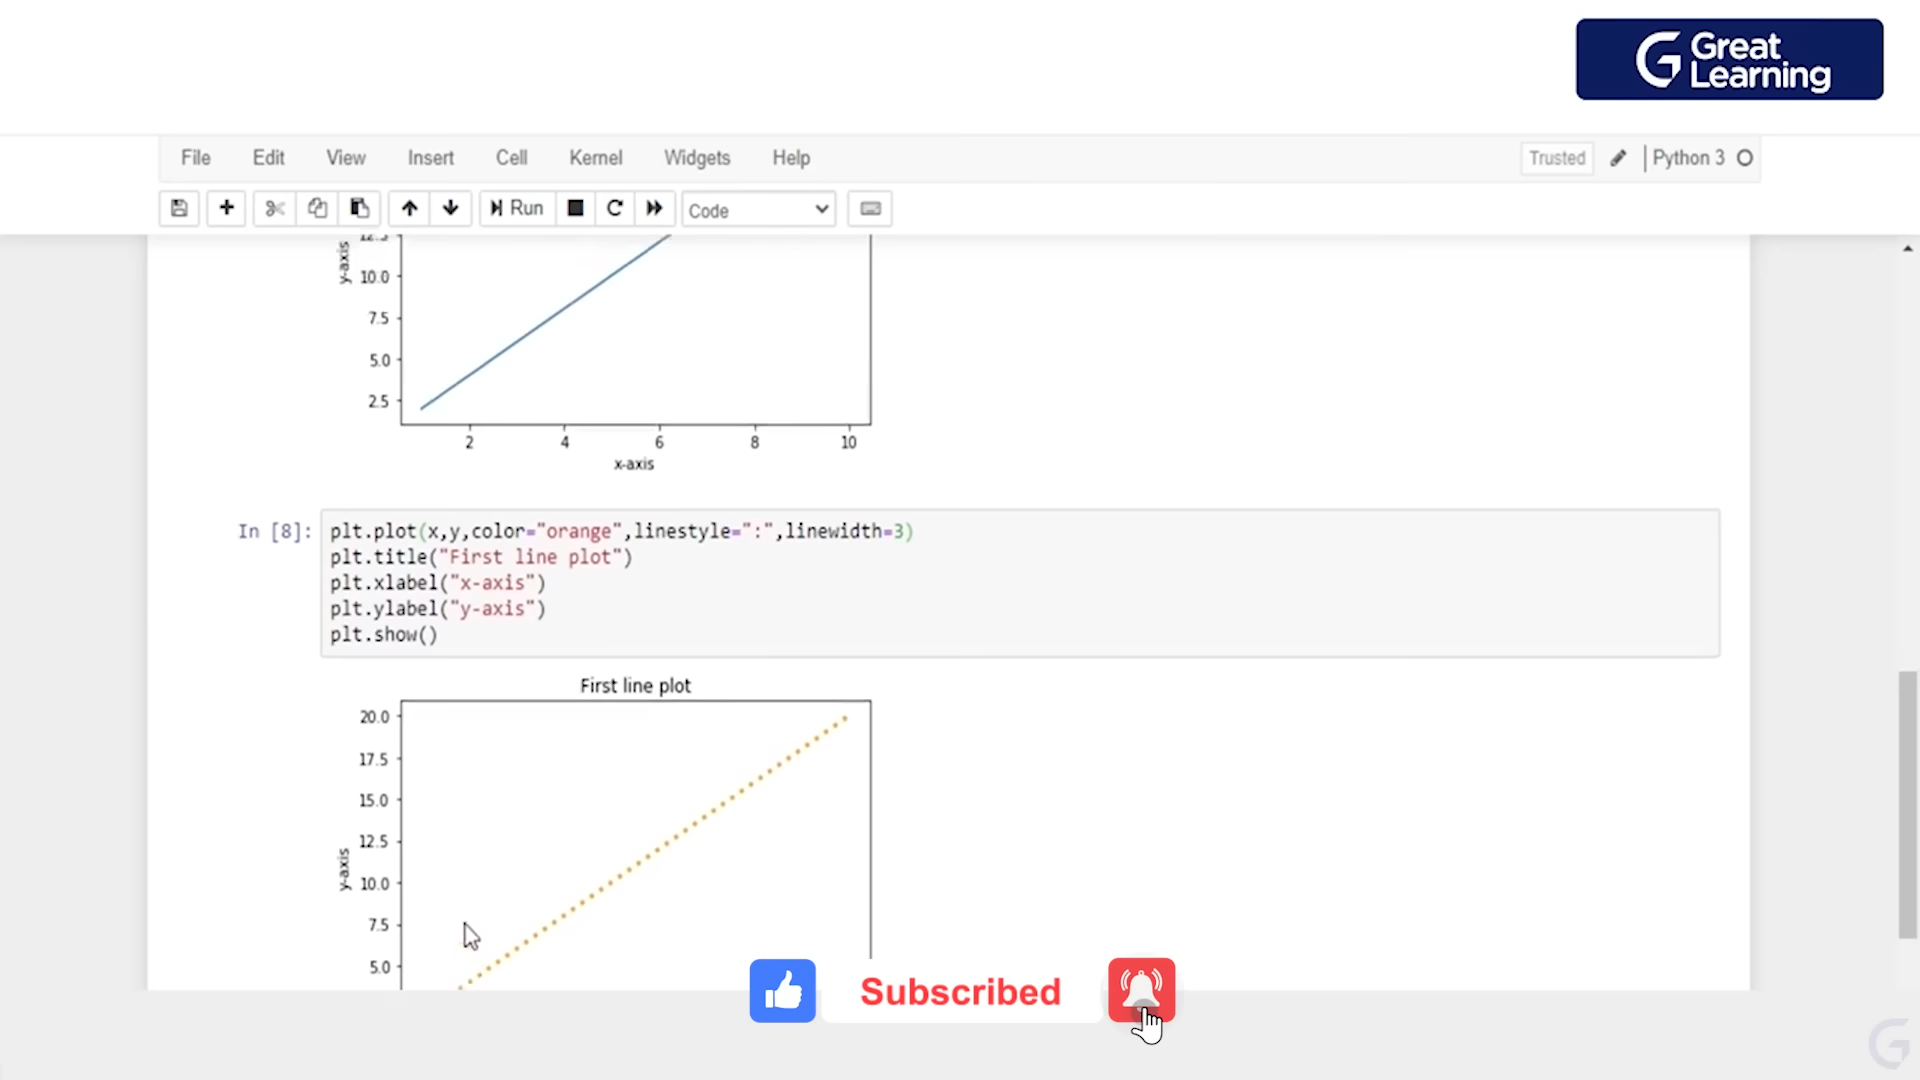 Great
Learning
File Edit View Insert Cell Kernel Widgets Help
Trusted Python 3
Run Code
12.5
10.0
7.5
5.0
2.5
y-axis
2 4 6 8 10
x-axis
In [8]: plt.plot(x,y,color="orange",linestyle=":",linewidth=3)
plt.title("First line plot")
plt.xlabel("x-axis")
plt.ylabel("y-axis")
plt.show()
First line plot
20.0
17.5
15.0
12.5
10.0
7.5
5.0
y-axis
Subscribed